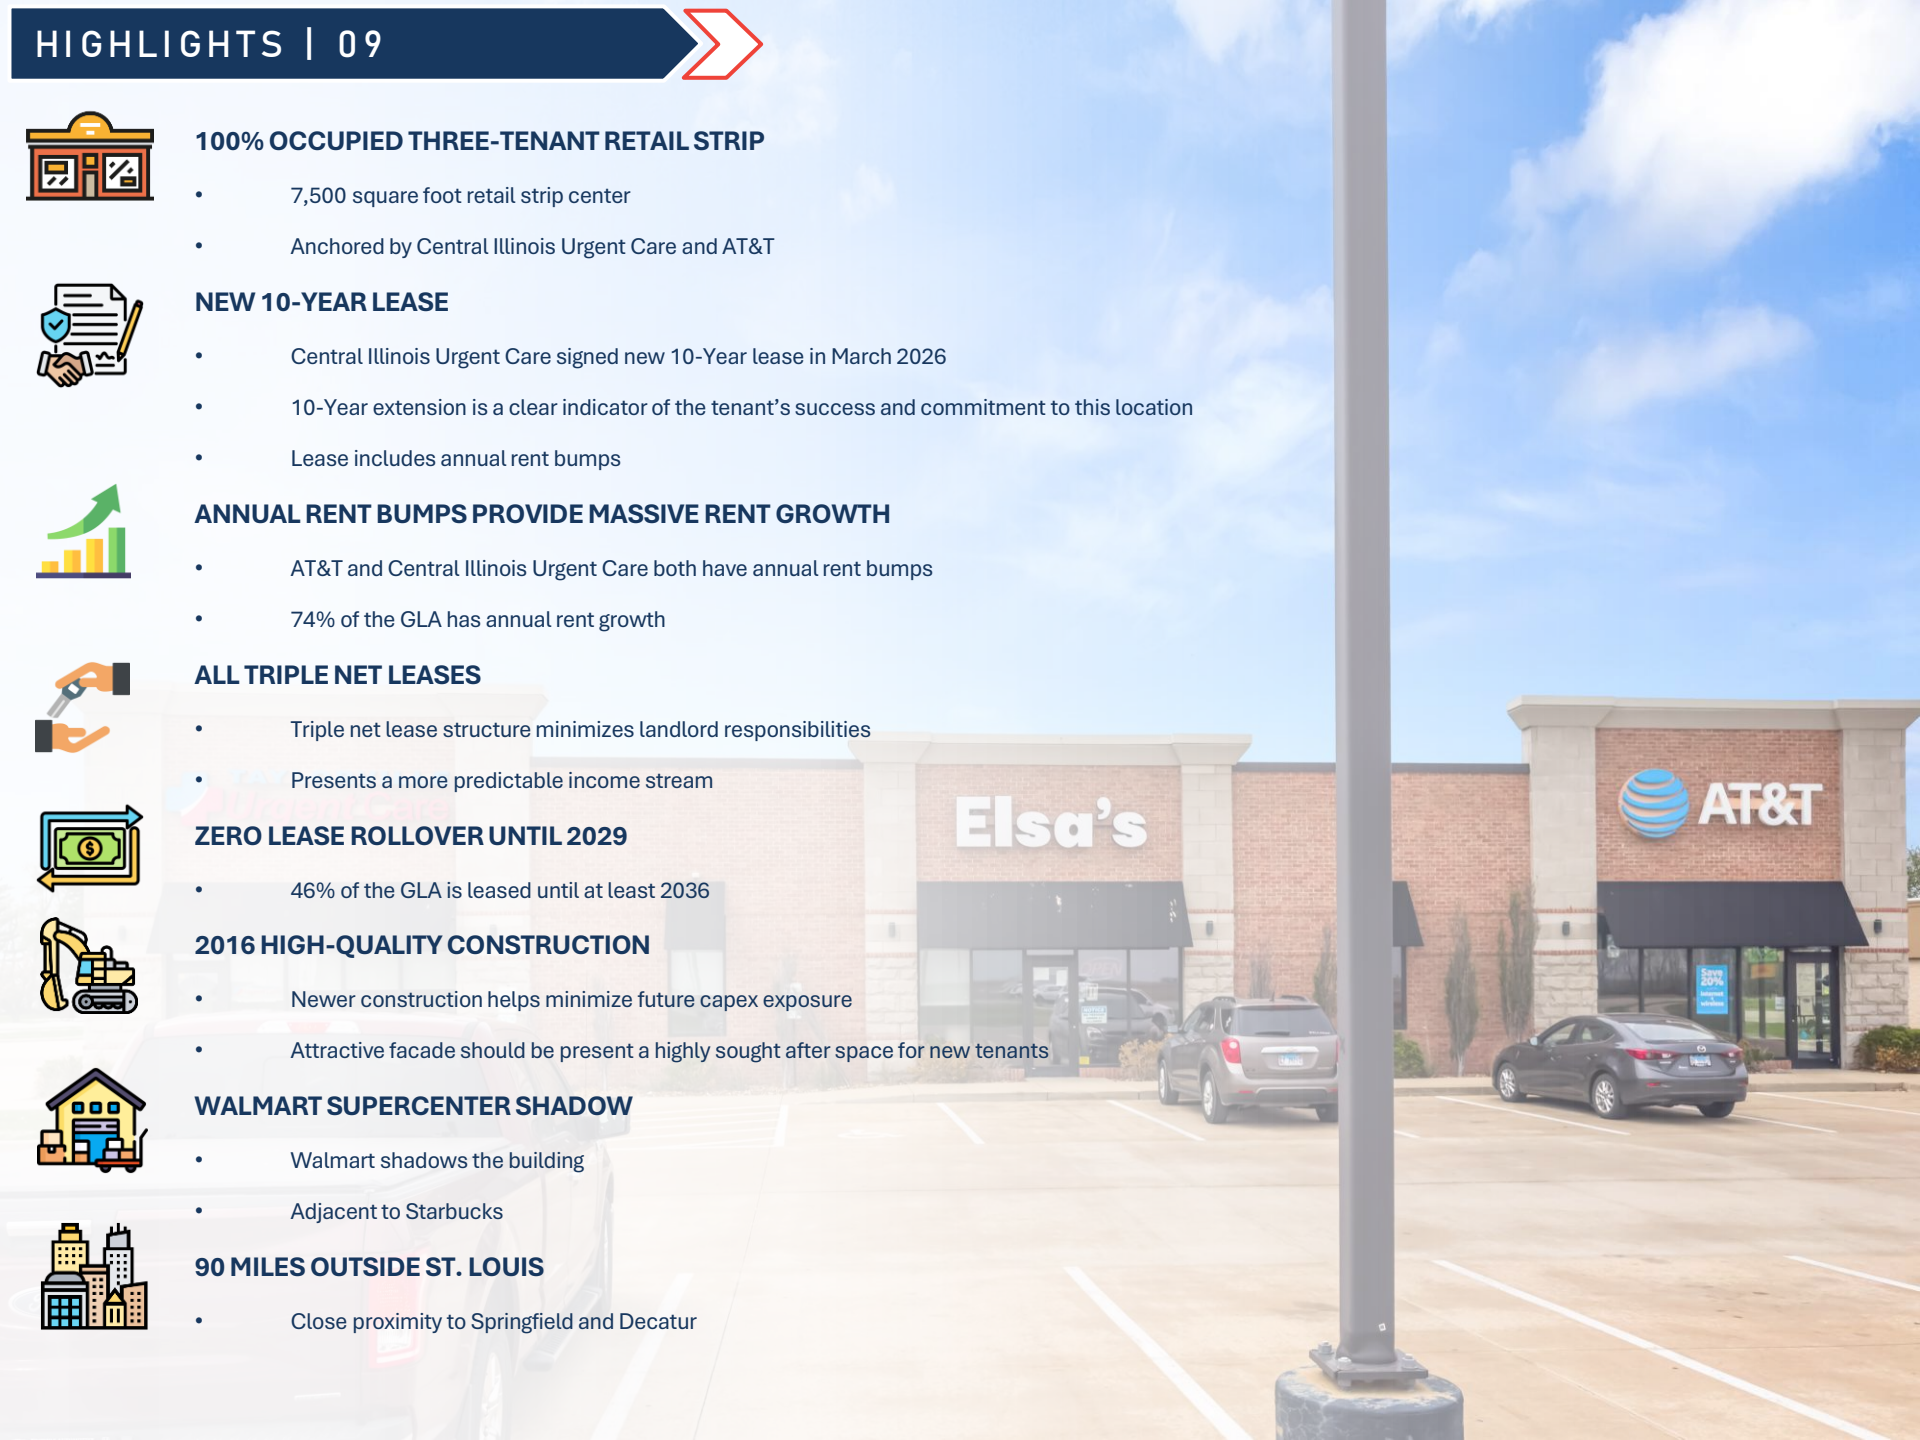 HIGHLIGHTS | 09
100% OCCUPIED THREE-TENANT RETAIL STRIP
• 7,500 square foot retail strip center
• Anchored by Central Illinois Urgent Care and AT&T
NEW 10-YEAR LEASE
• Central Illinois Urgent Care signed new 10-Year lease in March 2026
• 10-Year extension is a clear indicator of the tenant’s success and commitment to this location
• Lease includes annual rent bumps
ANNUAL RENT BUMPS PROVIDE MASSIVE RENT GROWTH
• AT&T and Central Illinois Urgent Care both have annual rent bumps
• 74% of the GLA has annual rent growth
ALL TRIPLE NET LEASES
• Triple net lease structure minimizes landlord responsibilities
• Presents a more predictable income stream
ZERO LEASE ROLLOVER UNTIL 2029
• 46% of the GLA is leased until at least 2036
2016 HIGH-QUALITY CONSTRUCTION
• Newer construction helps minimize future capex exposure
• Attractive facade should be present a highly sought after space for new tenants
WALMART SUPERCENTER SHADOW
• Walmart shadows the building
• Adjacent to Starbucks
90 MILES OUTSIDE ST. LOUIS
• Close proximity to Springfield and Decatur
Urgent Care
Elsa’s
AT&T
Save
20%
internet
wireless